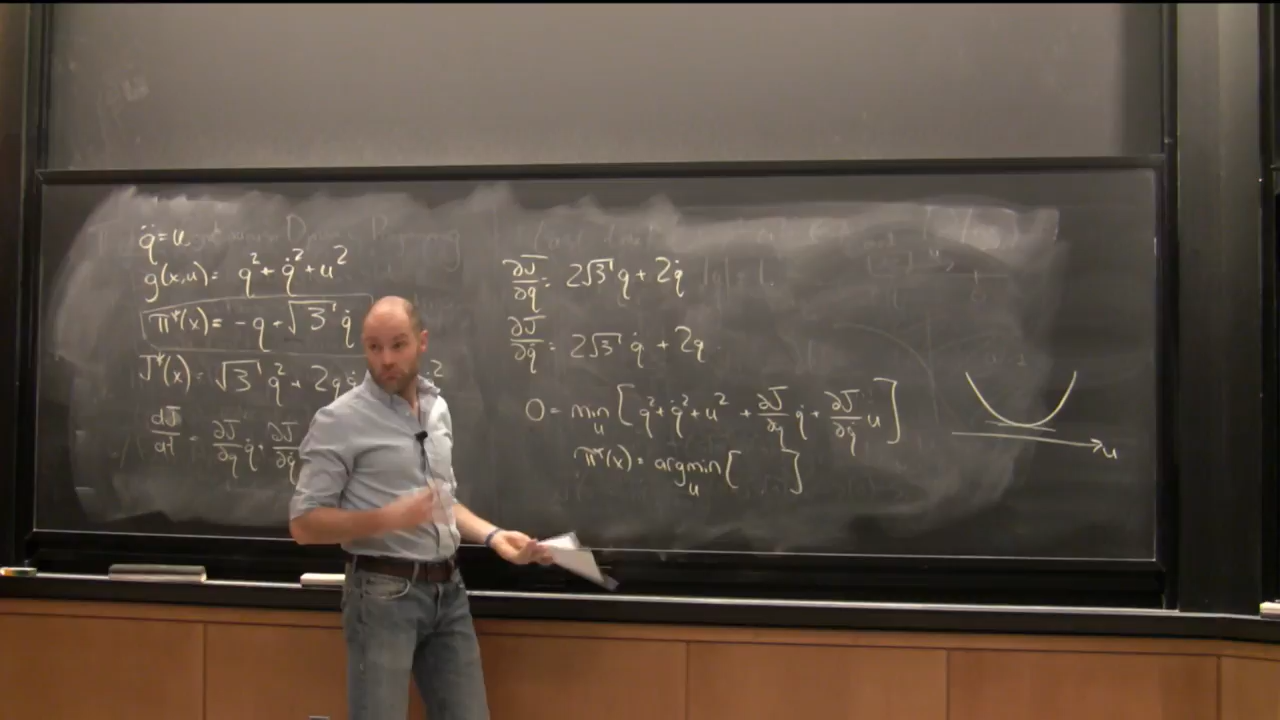 q̈ = u
g(x,u) = q² + q̇² + u²
π*(x) = -q - √3 q̇
J*(x) = √3 q² + 2qq̇ q̇²
dJ/dt = ∂J/∂q q̇ + ∂J/∂q̇
∂J/∂q = 2√3 q + 2q̇
∂J/∂q̇ = 2√3 q̇ + 2q
0 = min_u [ q² + q̇² + u² + ∂J/∂q q̇ + ∂J/∂q̇ u ]
π*(x) = argmin_u [ ]
u